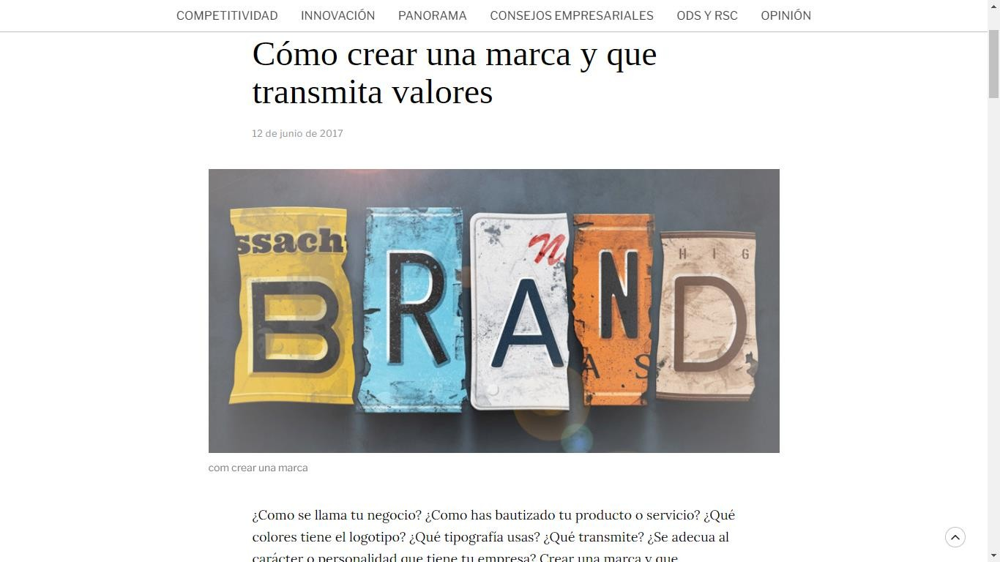 COMPETITIVIDAD INNOVACIÓN PANORAMA CONSEJOS EMPRESARIALES ODS Y RSC OPINIÓN
Cómo crear una marca y que
transmita valores
12 de junio de 2017
ssach
N
H I G
BRAND
A S
com crear una marca
¿Como se llama tu negocio? ¿Como has bautizado tu producto o servicio? ¿Qué
colores tiene el logotipo? ¿Qué tipografía usas? ¿Qué transmite? ¿Se adecua al
carácter o personalidad que tiene tu empresa? Crear una marca y que